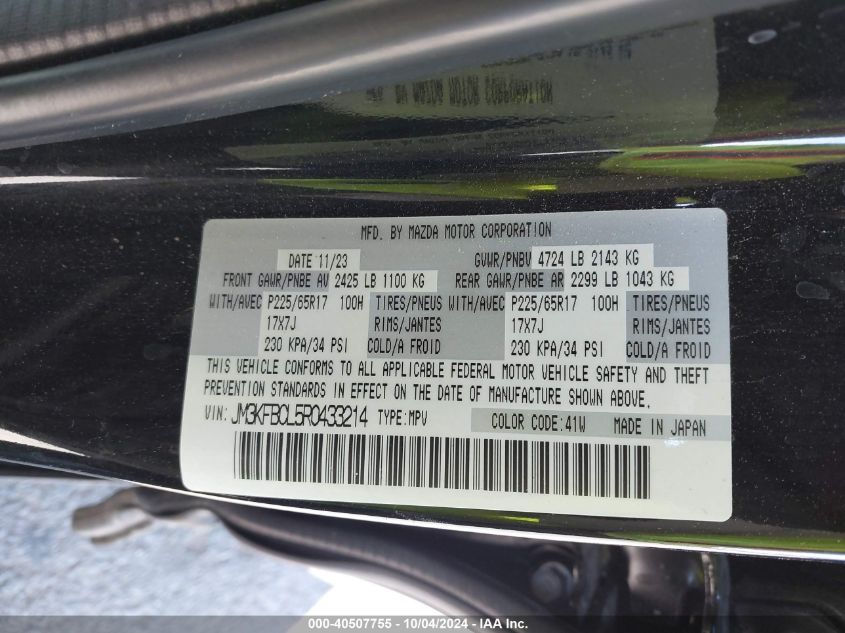 MFD. BY MAZDA MOTOR CORPORATION
DATE 11/23 GVWR/PNBV 4724 LB 2143 KG
FRONT GAWR/PNBE AV 2425 LB 1100 KG REAR GAWR/PNBE AR 2299 LB 1043 KG
WITH/AVEC P225/65R17 100H TIRES/PNEUS WITH/AVEC P225/65R17 100H TIRES/PNEUS
17X7J RIMS/JANTES 17X7J RIMS/JANTES
230 KPA/34 PSI COLD/A FROID 230 KPA/34 PSI COLD/A FROID
THIS VEHICLE CONFORMS TO ALL APPLICABLE FEDERAL MOTOR VEHICLE SAFETY AND THEFT
PREVENTION STANDARDS IN EFFECT ON THE DATE OF MANUFACTURE SHOWN ABOVE.
VIN: JM3KFBCL5R0433214 TYPE:MPV COLOR CODE:41W MADE IN JAPAN
000-40507755 - 10/04/2024 - IAAI.com